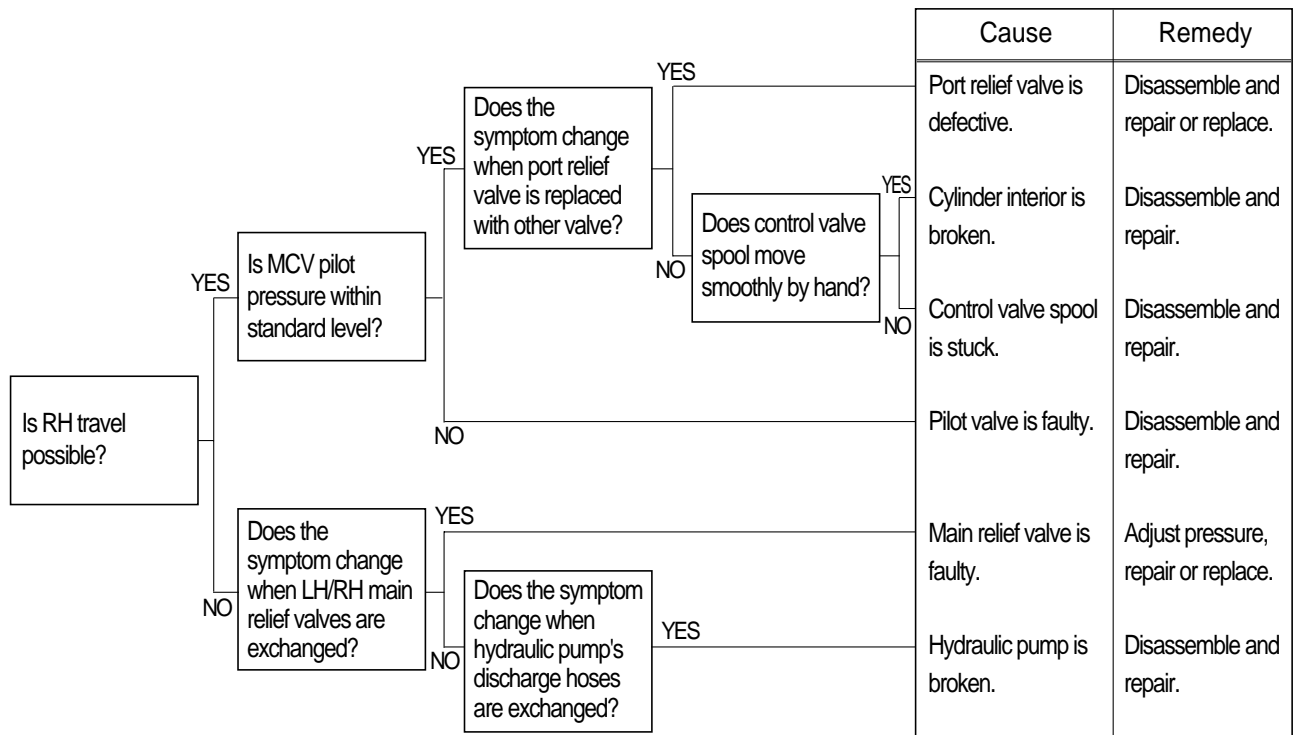 Is RH travel
possible?
YES
Is MCV pilot
pressure within
standard level?
YES
Does the
symptom change
when port relief
valve is replaced
with other valve?
YES
NO
Does control valve
spool move
smoothly by hand?
YES
NO
NO
NO
Does the
symptom change
when LH/RH main
relief valves are
exchanged?
YES
NO
Does the symptom
change when
hydraulic pump's
discharge hoses
are exchanged?
YES
Cause
Remedy
Port relief valve is
defective.
Disassemble and
repair or replace.
Cylinder interior is
broken.
Disassemble and
repair.
Control valve spool
is stuck.
Disassemble and
repair.
Pilot valve is faulty.
Disassemble and
repair.
Main relief valve is
faulty.
Adjust pressure,
repair or replace.
Hydraulic pump is
broken.
Disassemble and
repair.